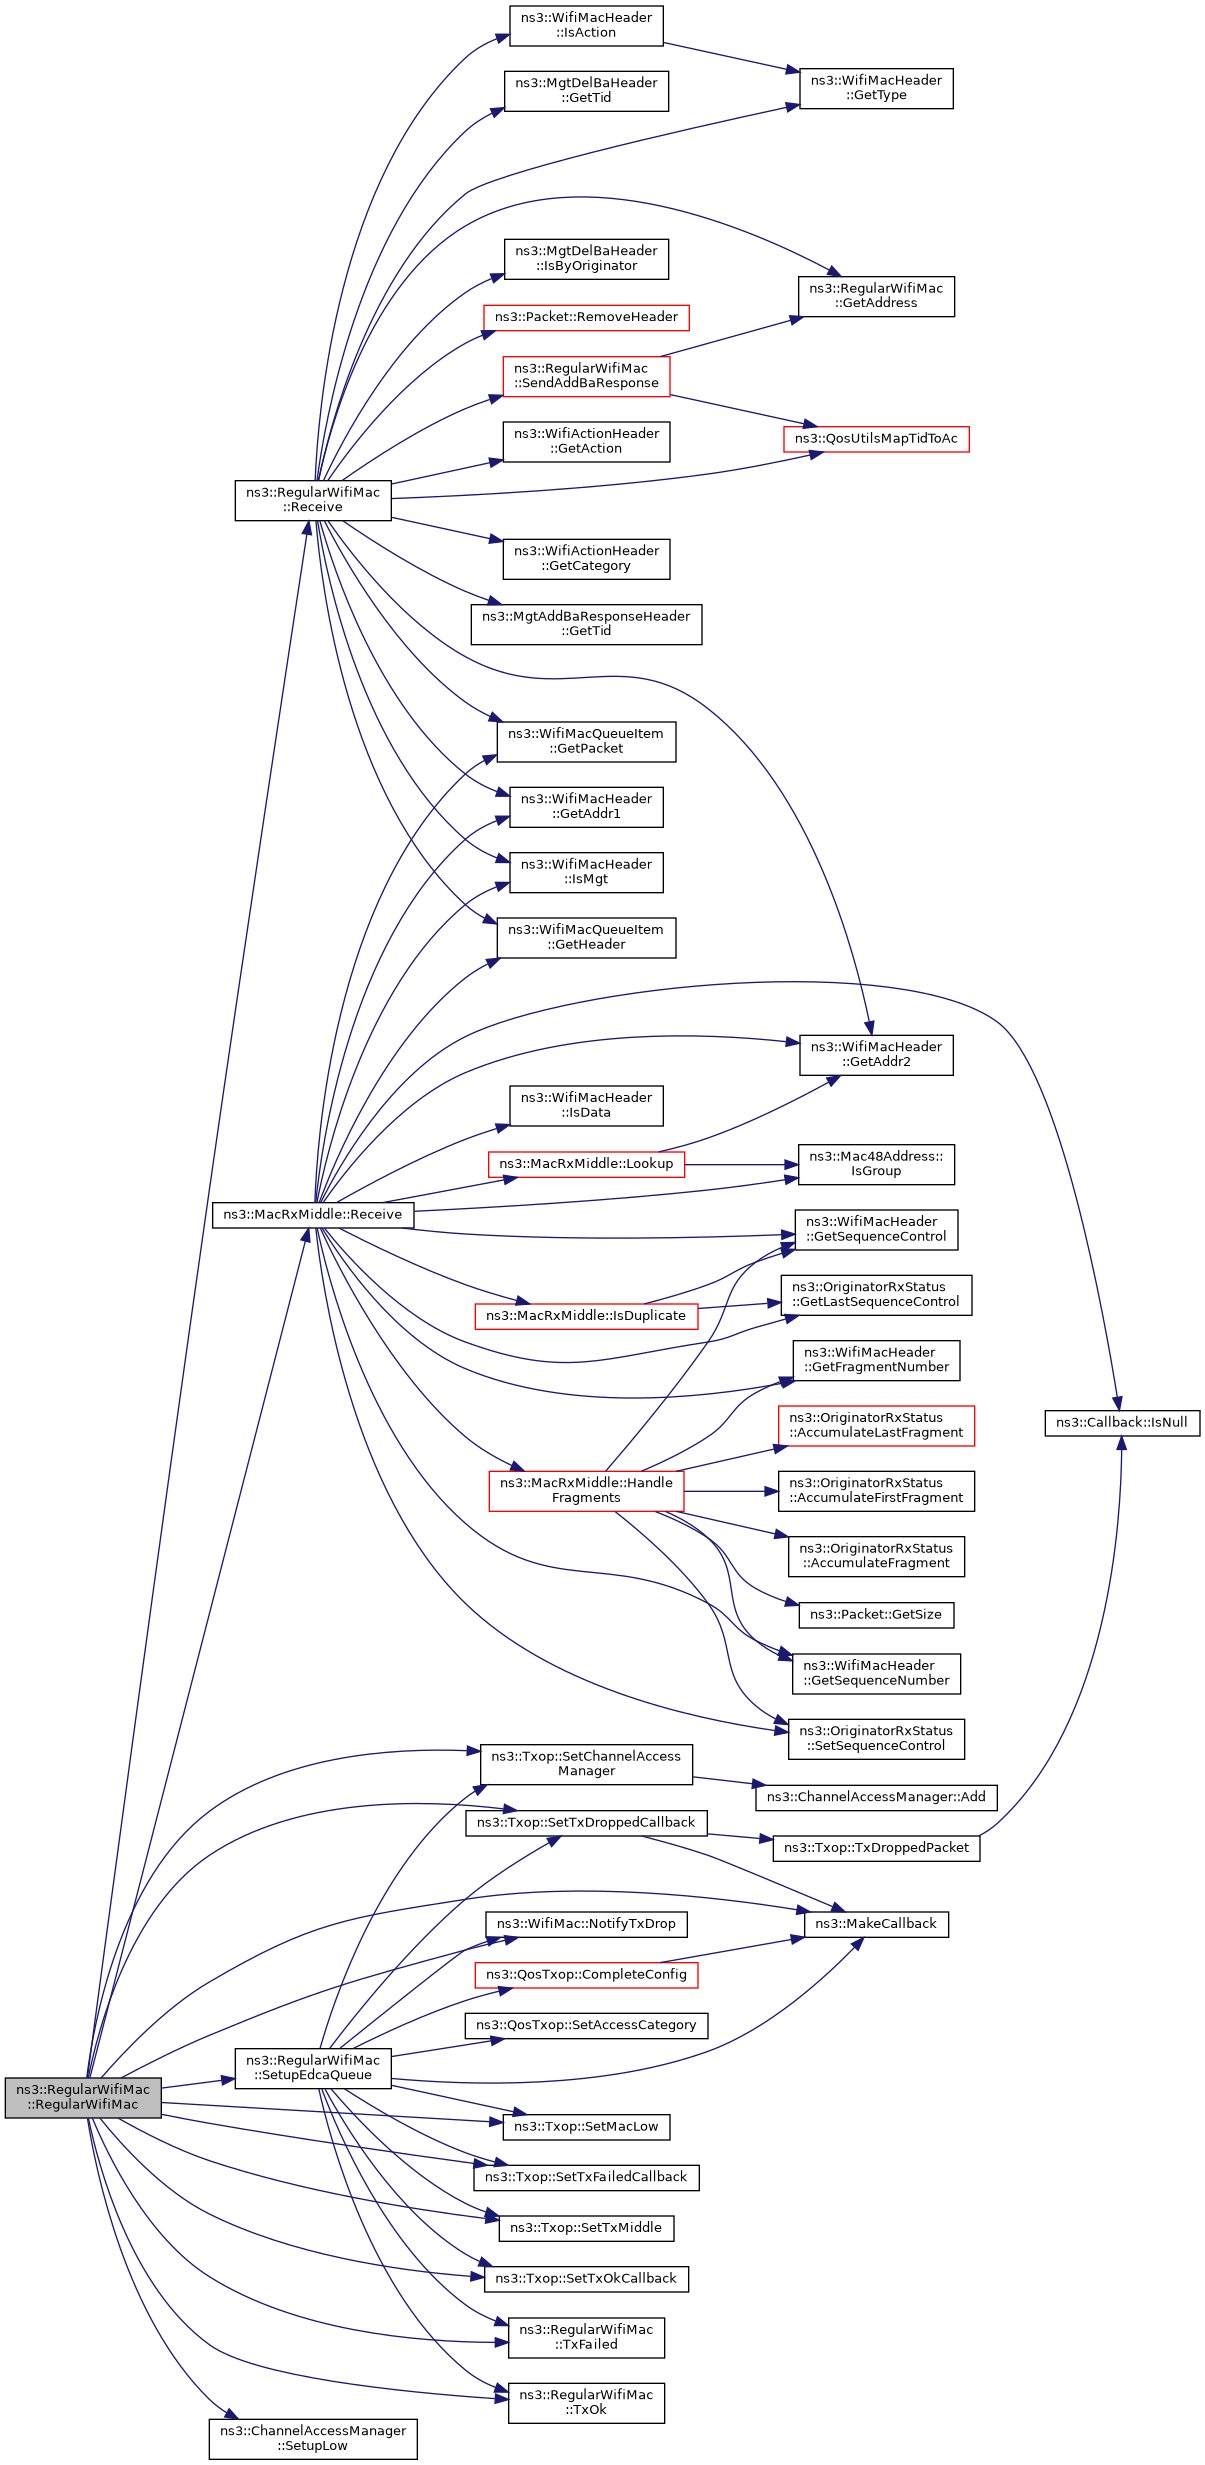 ns3::WifiMacHeader
::IsAction
ns3::MgtDelBaHeader
::GetTid
ns3::WifiMacHeader
::GetType
ns3::MgtDelBaHeader
::IsByOriginator
ns3::RegularWifiMac
::GetAddress
ns3::Packet::RemoveHeader
ns3::RegularWifiMac
::SendAddBaResponse
ns3::QosUtilsMapTidToAc
ns3::WifiActionHeader
::GetAction
ns3::RegularWifiMac
::Receive
ns3::WifiActionHeader
::GetCategory
ns3::MgtAddBaResponseHeader
::GetTid
ns3::WifiMacQueueItem
::GetPacket
ns3::WifiMacHeader
::GetAddr1
ns3::WifiMacHeader
::IsMgt
ns3::WifiMacQueueItem
::GetHeader
ns3::WifiMacHeader
::GetAddr2
ns3::WifiMacHeader
::IsData
ns3::MacRxMiddle::Lookup
ns3::Mac48Address::
IsGroup
ns3::MacRxMiddle::Receive
ns3::WifiMacHeader
::GetSequenceControl
ns3::OriginatorRxStatus
::GetLastSequenceControl
ns3::MacRxMiddle::IsDuplicate
ns3::WifiMacHeader
::GetFragmentNumber
ns3::OriginatorRxStatus
::AccumulateLastFragment
ns3::Callback::IsNull
ns3::MacRxMiddle::Handle
Fragments
ns3::OriginatorRxStatus
::AccumulateFirstFragment
ns3::OriginatorRxStatus
::AccumulateFragment
ns3::Packet::GetSize
ns3::WifiMacHeader
::GetSequenceNumber
ns3::OriginatorRxStatus
::SetSequenceControl
ns3::Txop::SetChannelAccess
Manager
ns3::ChannelAccessManager::Add
ns3::Txop::SetTxDroppedCallback
ns3::Txop::TxDroppedPacket
ns3::WifiMac::NotifyTxDrop
ns3::MakeCallback
ns3::QosTxop::CompleteConfig
ns3::QosTxop::SetAccessCategory
ns3::RegularWifiMac
::SetupEdcaQueue
ns3::RegularWifiMac
::RegularWifiMac
ns3::Txop::SetMacLow
ns3::Txop::SetTxFailedCallback
ns3::Txop::SetTxMiddle
ns3::Txop::SetTxOkCallback
ns3::RegularWifiMac
::TxFailed
ns3::RegularWifiMac
::TxOk
ns3::ChannelAccessManager
::SetupLow